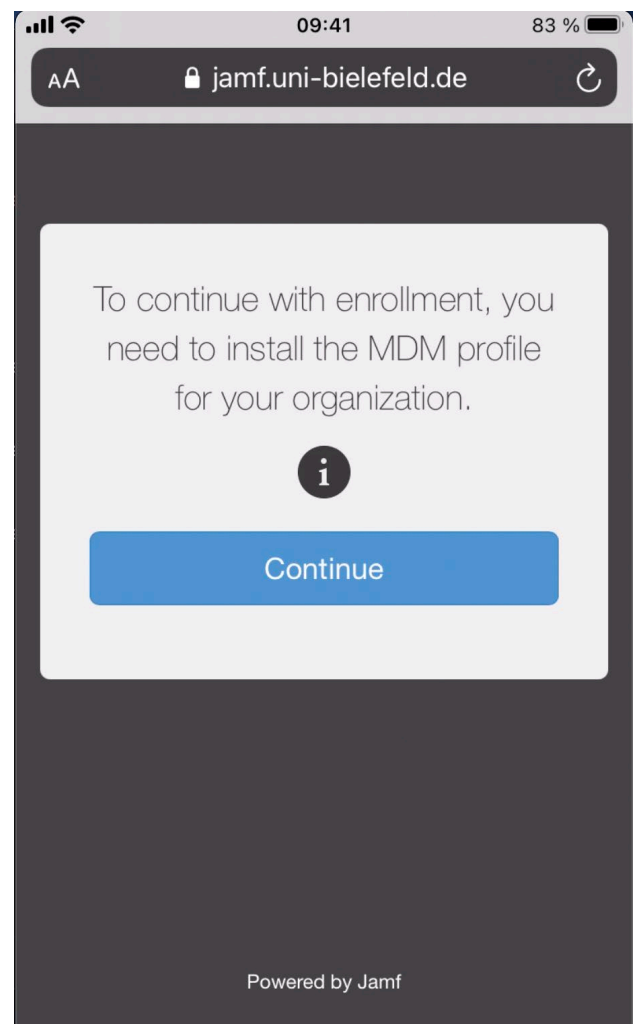 09:41
83 %
AA
jamf.uni-bielefeld.de
To continue with enrollment, you
need to install the MDM profile
for your organization.
i
Continue
Powered by Jamf